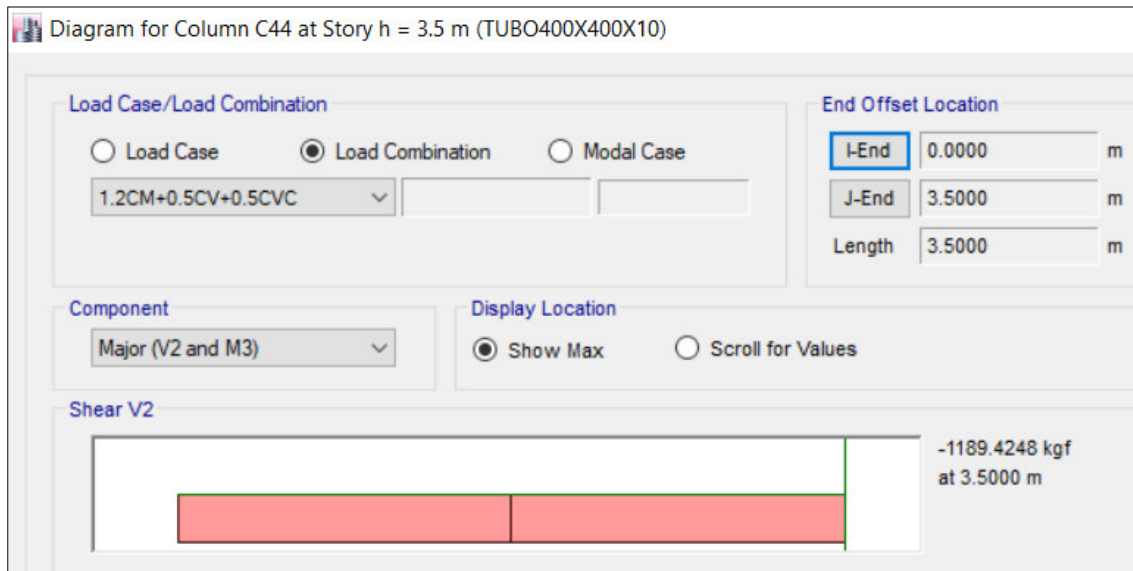 Diagram for Column C44 at Story h = 3.5 m (TUBO400X400X10)
Load Case/Load Combination
Load Case
Load Combination
Modal Case
1.2CM+0.5CV+0.5CVC
End Offset Location
I-End 0.0000 m
J-End 3.5000 m
Length 3.5000 m
Component
Major (V2 and M3)
Display Location
Show Max
Scroll for Values
Shear V2
-1189.4248 kgf
at 3.5000 m